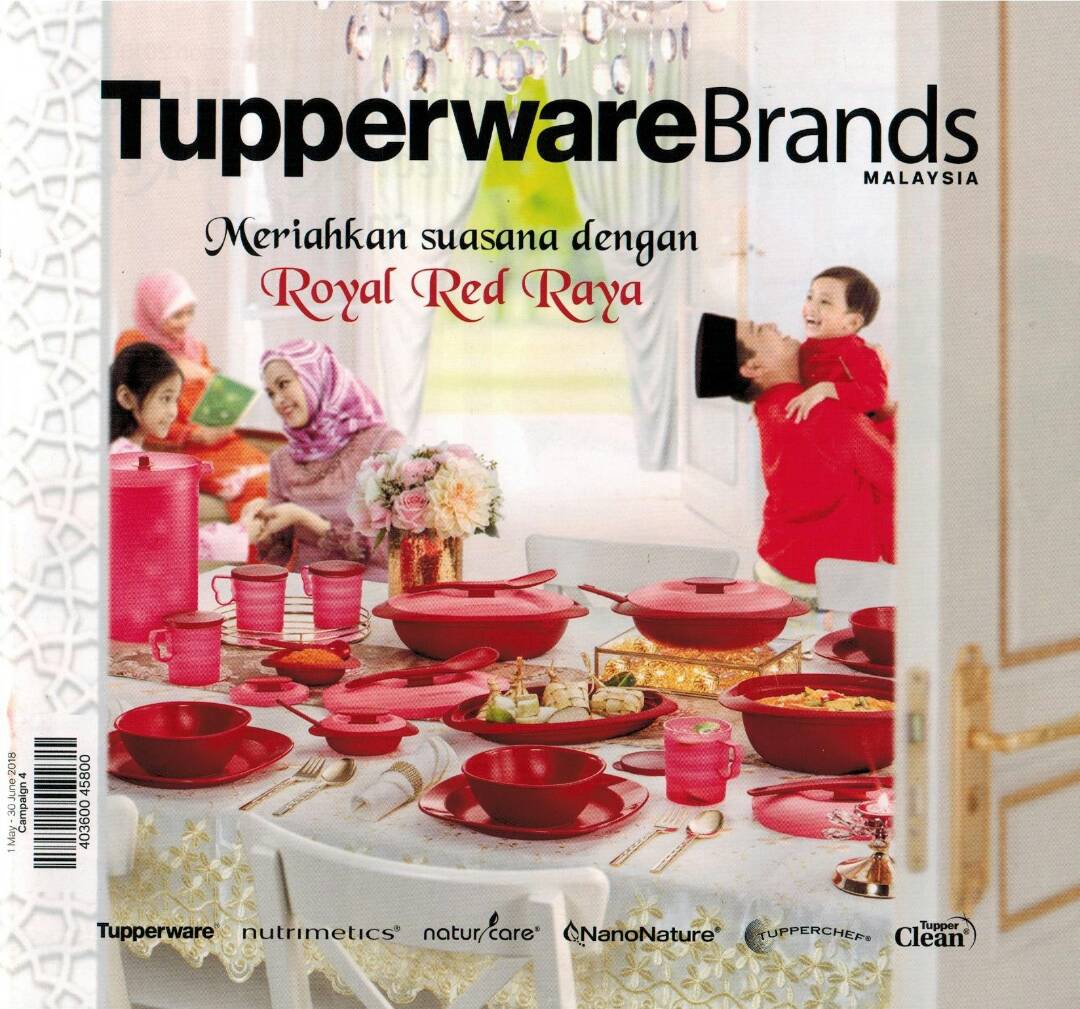 TupperwareBrands
MALAYSIA
Meriahkan suasana dengan
Royal Red Raya
1 May - 30 June 2018
Campaign 4
403600 45800
Tupperware®
nutrimetics®
naturcare®
NanoNature®
TUPPERCHEF®
Tupper
Clean®